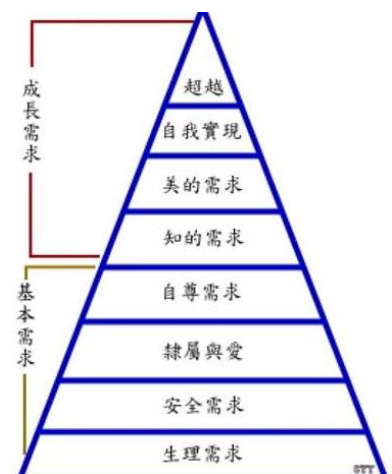 成長需求
超越
自我實現
美的需求
知的需求
基本需求
自尊需求
隸屬與愛
安全需求
生理需求